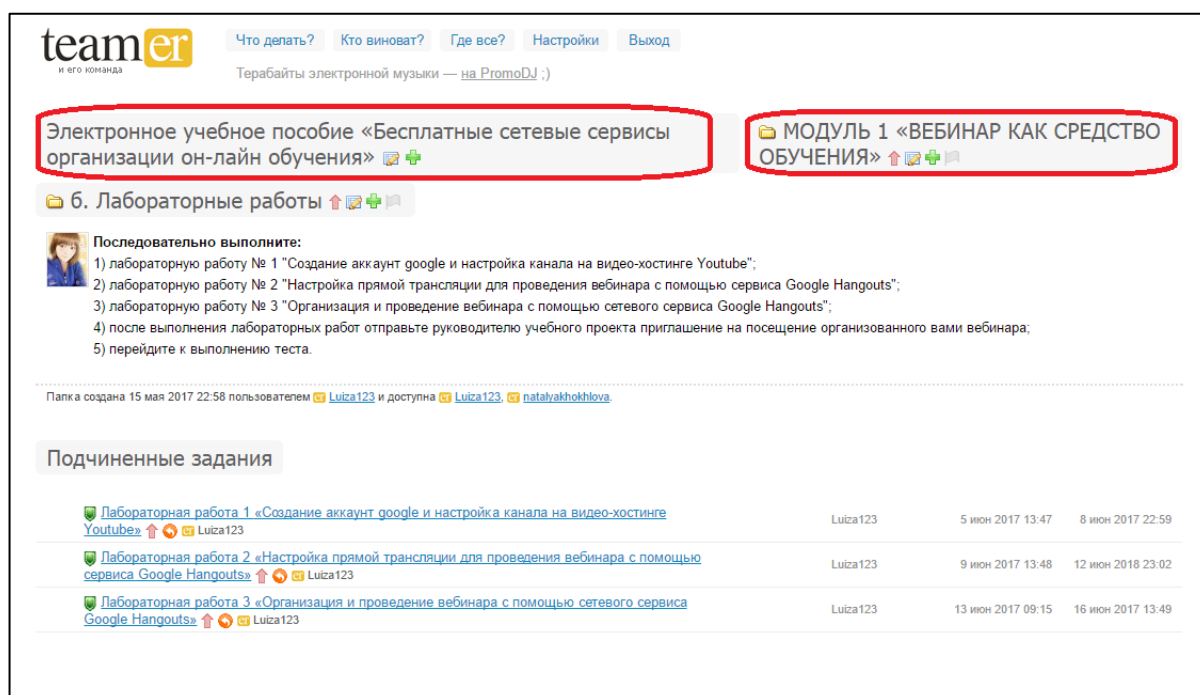 teamer
и его команда
Что делать? Кто виноват? Где все? Настройки Выход
Терабайты электронной музыки — на PromoDJ ;)
Электронное учебное пособие «Бесплатные сетевые сервисы
организации он-лайн обучения»
МОДУЛЬ 1 «ВЕБИНАР КАК СРЕДСТВО
ОБУЧЕНИЯ»
б. Лабораторные работы
Последовательно выполните:
1) лабораторную работу № 1 "Создание аккаунт google и настройка канала на видео-хостинге Youtube";
2) лабораторную работу № 2 "Настройка прямой трансляции для проведения вебинара с помощью сервиса Google Hangouts";
3) лабораторную работу № 3 "Организация и проведение вебинара с помощью сетевого сервиса Google Hangouts";
4) после выполнения лабораторных работ отправьте руководителю учебного проекта приглашение на посещение организованного вами вебинара;
5) перейдите к выполнению теста.
Папка создана 15 мая 2017 22:58 пользователем Luiza123 и доступна Luiza123, natalyakhokhlova.
Подчиненные задания
Лабораторная работа 1 «Создание аккаунт google и настройка канала на видео-хостинге
Youtube» Luiza123
Luiza123 5 июн 2017 13:47 8 июн 2017 22:59
Лабораторная работа 2 «Настройка прямой трансляции для проведения вебинара с помощью
сервиса Google Hangouts» Luiza123
Luiza123 9 июн 2017 13:48 12 июн 2018 23:02
Лабораторная работа 3 «Организация и проведение вебинара с помощью сетевого сервиса
Google Hangouts» Luiza123
Luiza123 13 июн 2017 09:15 16 июн 2017 13:49